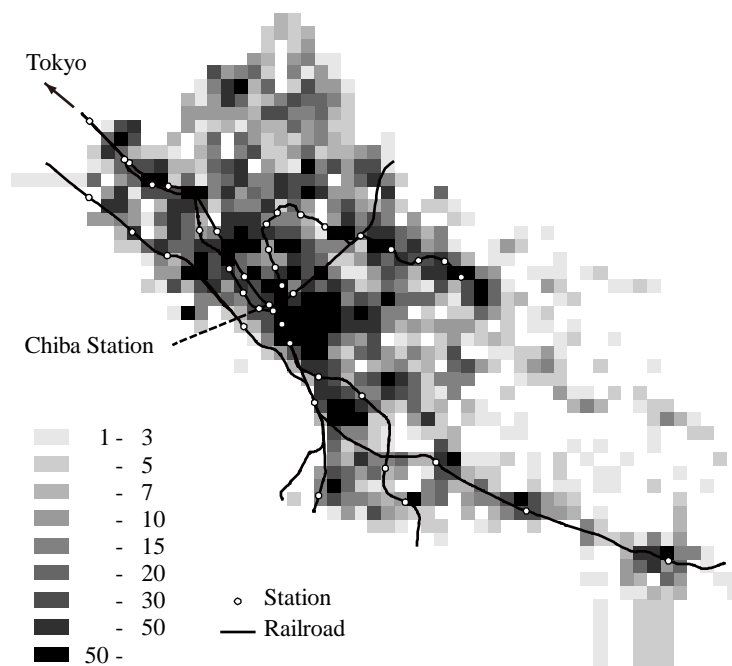 Tokyo
Chiba Station
1 - 3
- 5
- 7
- 10
- 15
- 20
- 30
- 50
50 -
Station
Railroad